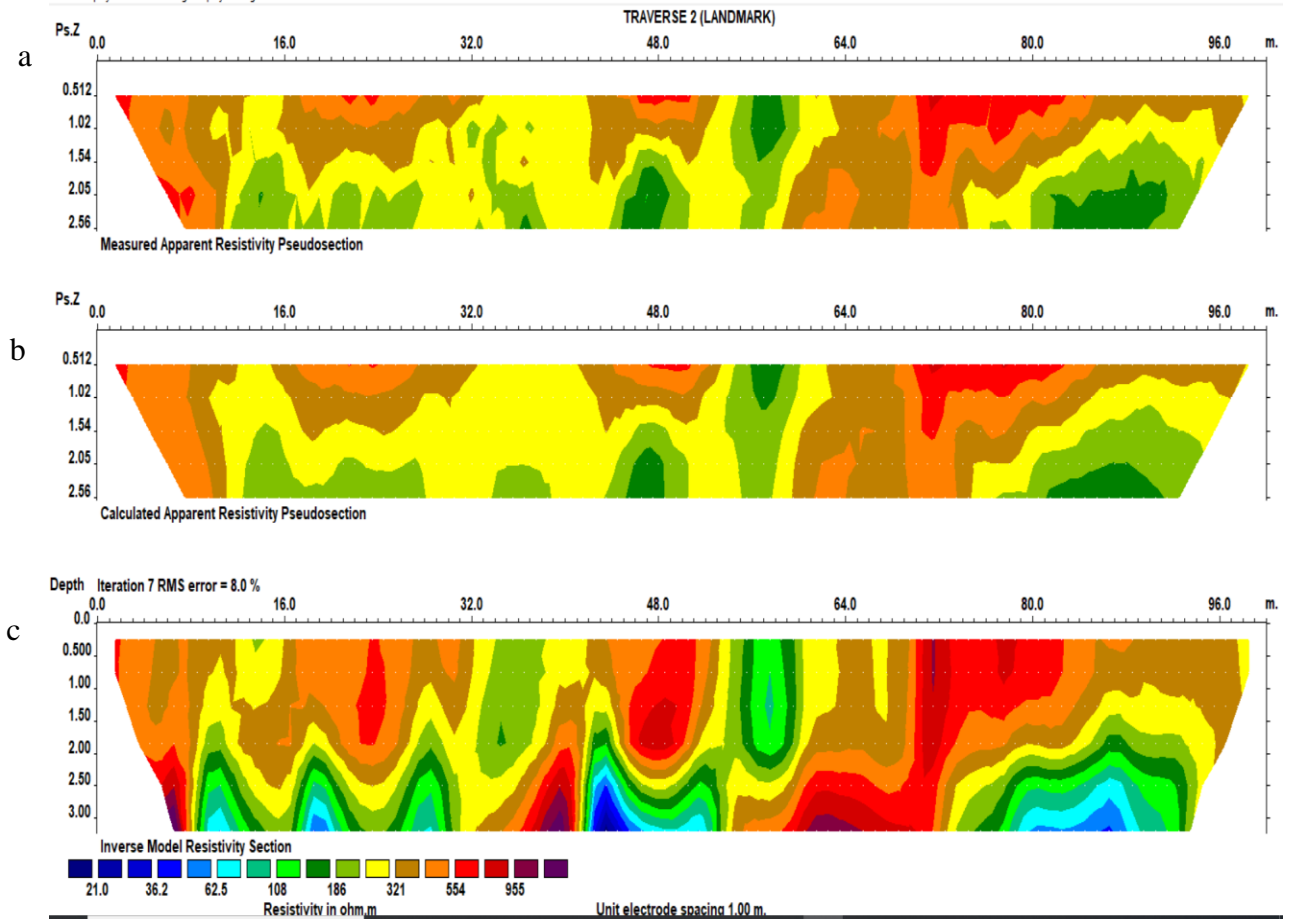 TRAVERSE 2 (LANDMARK)
a
Ps.Z
0.0 16.0 32.0 48.0 64.0 80.0 96.0 m.
0.512
1.02
1.54
2.05
2.56
Measured Apparent Resistivity Pseudosection
b
Ps.Z
0.0 16.0 32.0 48.0 64.0 80.0 96.0 m.
0.512
1.02
1.54
2.05
2.56
Calculated Apparent Resistivity Pseudosection
c
Depth Iteration 7 RMS error = 8.0 %
0.0 16.0 32.0 48.0 64.0 80.0 96.0 m.
0.0
0.500
1.00
1.50
2.00
2.50
3.00
Inverse Model Resistivity Section
21.0 36.2 62.5 108 186 321 554 955
Resistivity in ohm.m Unit electrode spacing 1.00 m.